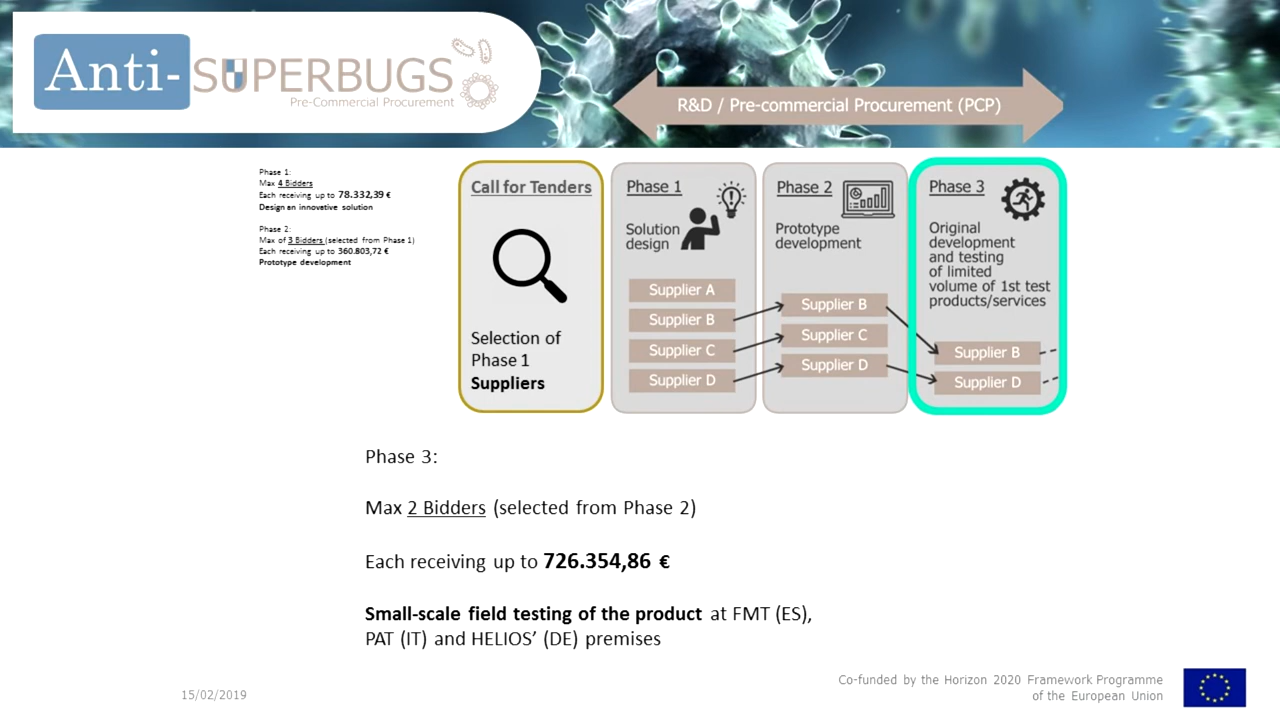 Anti-SUPERBUGS
Pre-Commercial Procurement
R&D / Pre-commercial Procurement (PCP)
Phase 1:
Max 4 Bidders
Each receiving up to 78.332,39 €
Design an innovative solution
Phase 2:
Max of 3 Bidders (selected from Phase 1)
Each receiving up to 360.803,72 €
Prototype development
Call for Tenders
Selection of
Phase 1
Suppliers
Phase 1
Solution
design
Supplier A
Supplier B
Supplier C
Supplier D
Phase 2
Prototype
development
Supplier B
Supplier C
Supplier D
Phase 3
Original
development
and testing
of limited
volume of 1st test
products/services
Supplier B
Supplier D
Phase 3:
Max 2 Bidders (selected from Phase 2)
Each receiving up to 726.354,86 €
Small-scale field testing of the product at FMT (ES),
PAT (IT) and HELIOS’ (DE) premises
15/02/2019
Co-funded by the Horizon 2020 Framework Programme
of the European Union